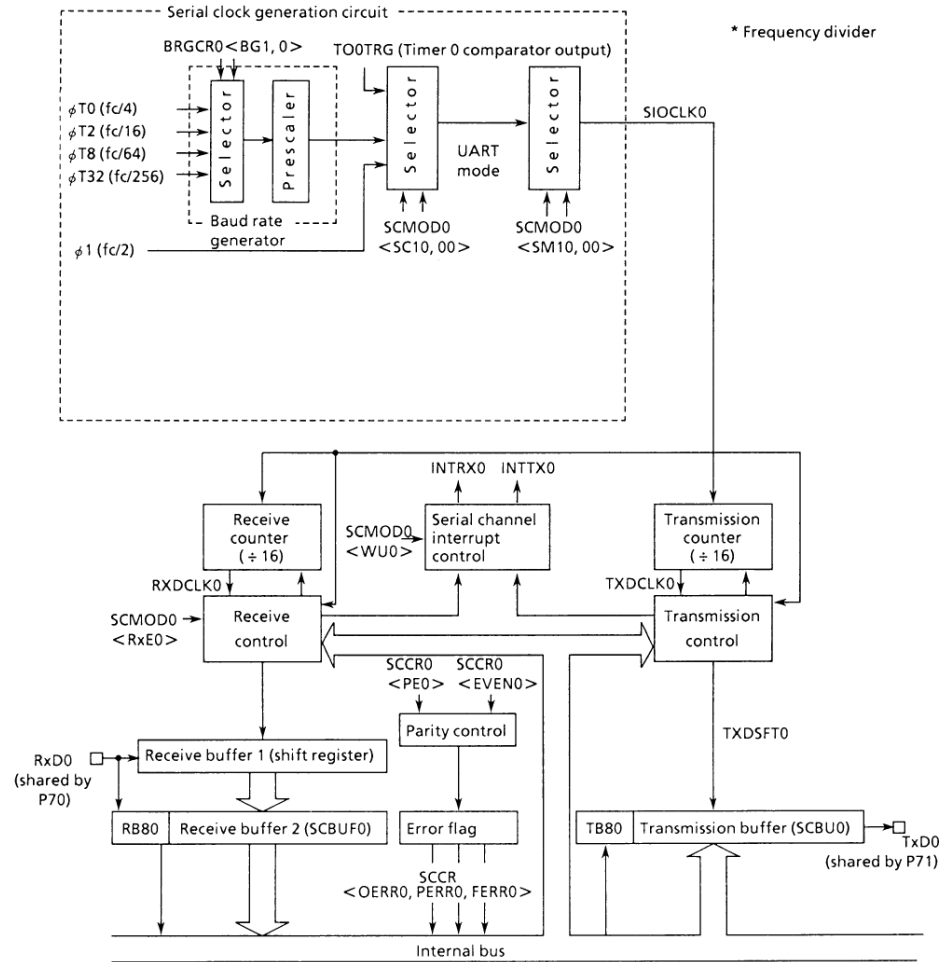 Serial clock generation circuit
* Frequency divider
BRGCR0<BG1, 0>
TO0TRG (Timer 0 comparator output)
SIOCLK0
ϕT0 (fc/4)
ϕT2 (fc/16)
ϕT8 (fc/64)
ϕT32 (fc/256)
Selector
Prescaler
Selector
UART
mode
Selector
Baud rate
generator
SCMOD0
<SC10, 00>
SCMOD0
<SM10, 00>
ϕ1 (fc/2)
INTRX0
INTTX0
Receive
counter
(÷ 16)
SCMOD0
<WU0>
Serial channel
interrupt
control
Transmission
counter
(÷ 16)
RXDCLK0
TXDCLK0
SCMOD0
<RxE0>
Receive
control
Transmission
control
SCCR0
<PE0>
SCCR0
<EVEN0>
Parity control
TXDSFT0
RxD0
(shared by
P70)
Receive buffer 1 (shift register)
RB80
Receive buffer 2 (SCBUF0)
Error flag
TB80
Transmission buffer (SCBU0)
TxD0
(shared by P71)
SCCR
<OERR0, PERR0, FERR0>
Internal bus